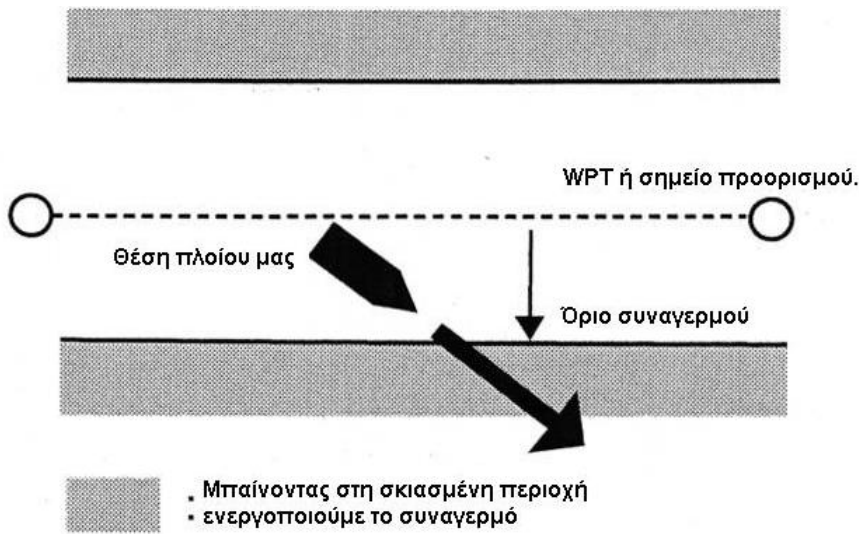 WPT ή σημείο προορισμού.
Θέση πλοίου μας
Όριο συναγερμού
Μπαίνοντας στη σκιασμένη περιοχή
ενεργοποιούμε το συναγερμό